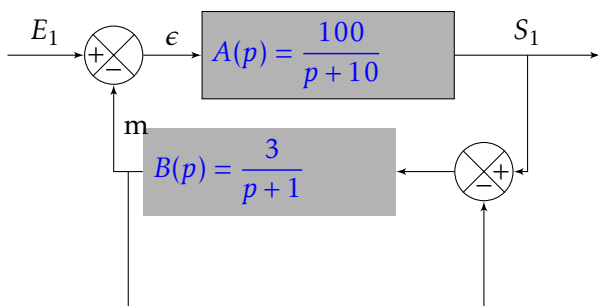 E₁ + − ϵ A(p) = 100/(p + 10) S₁
m
B(p) = 3/(p + 1) − +